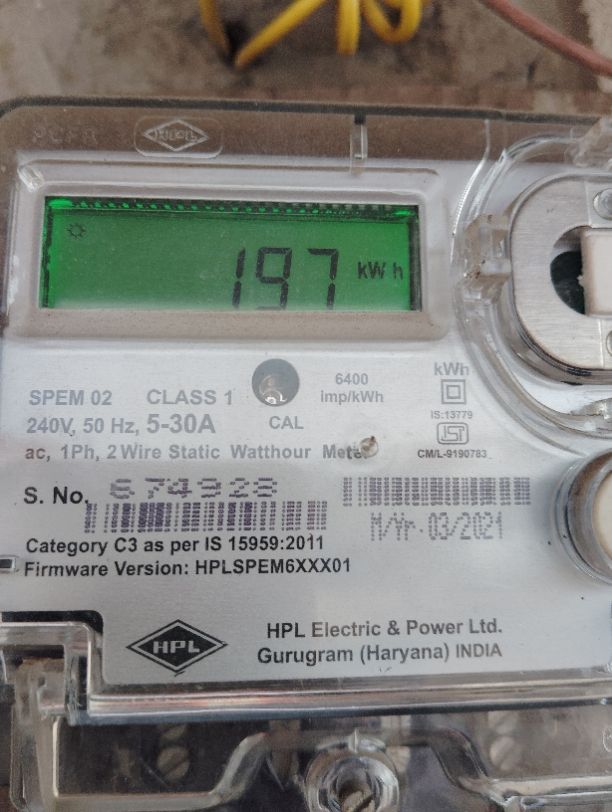 197 kW h
SPEM 02 CLASS 1
6400
imp/kWh
kWh
240V, 50 Hz, 5-30A
CAL
IS:13779
ac, 1Ph, 2 Wire Static Watthour Meter
CM/L-9190783
S. No. 674928
M/Yr. 03/2021
Category C3 as per IS 15959:2011
Firmware Version: HPLSPEM6XXX01
HPL
HPL Electric & Power Ltd.
Gurugram (Haryana) INDIA